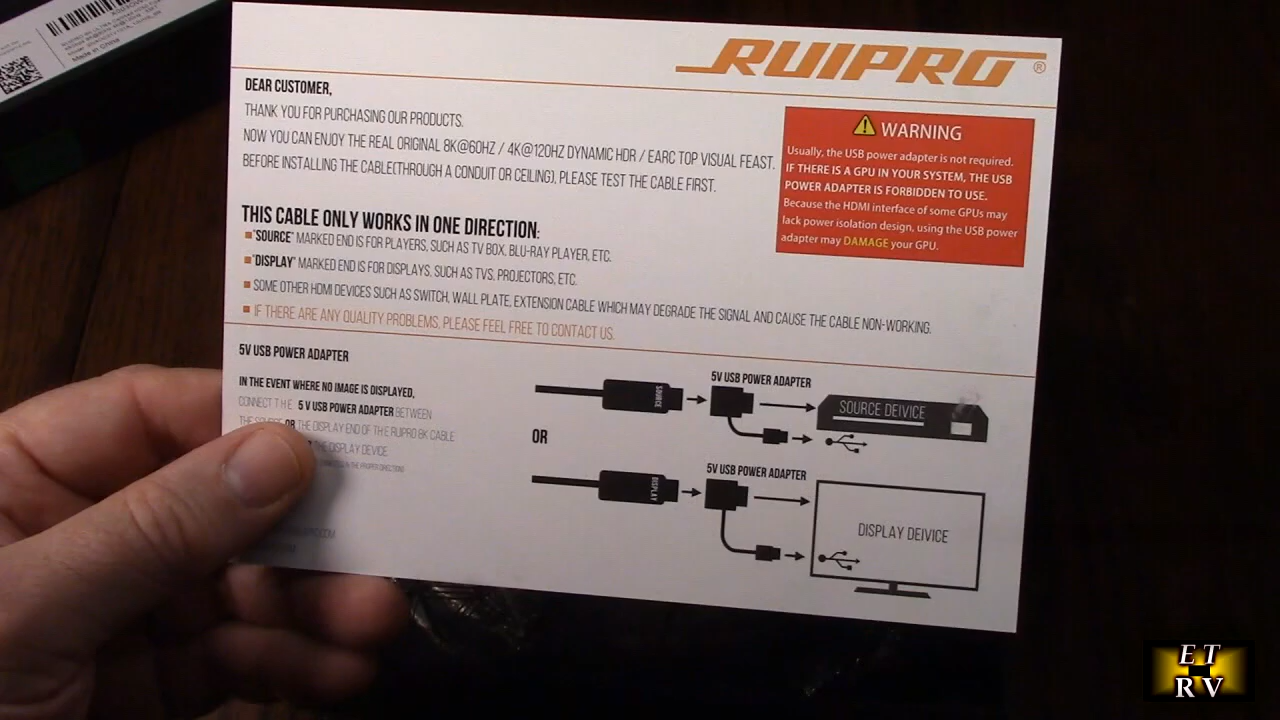 Made in China
RUIPRO®
DEAR CUSTOMER,
THANK YOU FOR PURCHASING OUR PRODUCTS.
NOW YOU CAN ENJOY THE REAL ORIGINAL 8K@60HZ / 4K@120HZ DYNAMIC HDR / EARC TOP VISUAL FEAST.
BEFORE INSTALLING THE CABLE(THROUGH A CONDUIT OR CEILING), PLEASE TEST THE CABLE FIRST.
WARNING
Usually, the USB power adapter is not required.
IF THERE IS A GPU IN YOUR SYSTEM, THE USB
POWER ADAPTER IS FORBIDDEN TO USE.
Because the HDMI interface of some GPUs may
lack power isolation design, using the USB power
adapter may DAMAGE your GPU.
THIS CABLE ONLY WORKS IN ONE DIRECTION:
"SOURCE" MARKED END IS FOR PLAYERS, SUCH AS TV BOX, BLU-RAY PLAYER, ETC.
"DISPLAY" MARKED END IS FOR DISPLAYS, SUCH AS TVS, PROJECTORS, ETC.
SOME OTHER HDMI DEVICES SUCH AS SWITCH, WALL PLATE, EXTENSION CABLE WHICH MAY DEGRADE THE SIGNAL AND CAUSE THE CABLE NON-WORKING.
IF THERE ARE ANY QUALITY PROBLEMS, PLEASE FEEL FREE TO CONTACT US.
5V USB POWER ADAPTER
IN THE EVENT WHERE NO IMAGE IS DISPLAYED,
CONNECT THE 5 V USB POWER ADAPTER BETWEEN
THE SOURCE OR THE DISPLAY END OF THE RUIPRO 8K CABLE
THE DISPLAY DEVICE
IN THE PROPER DIRECTION
5V USB POWER ADAPTER
SOURCE
SOURCE DEIVICE
OR
5V USB POWER ADAPTER
DISPLAY
DISPLAY DEIVICE
ET
RV